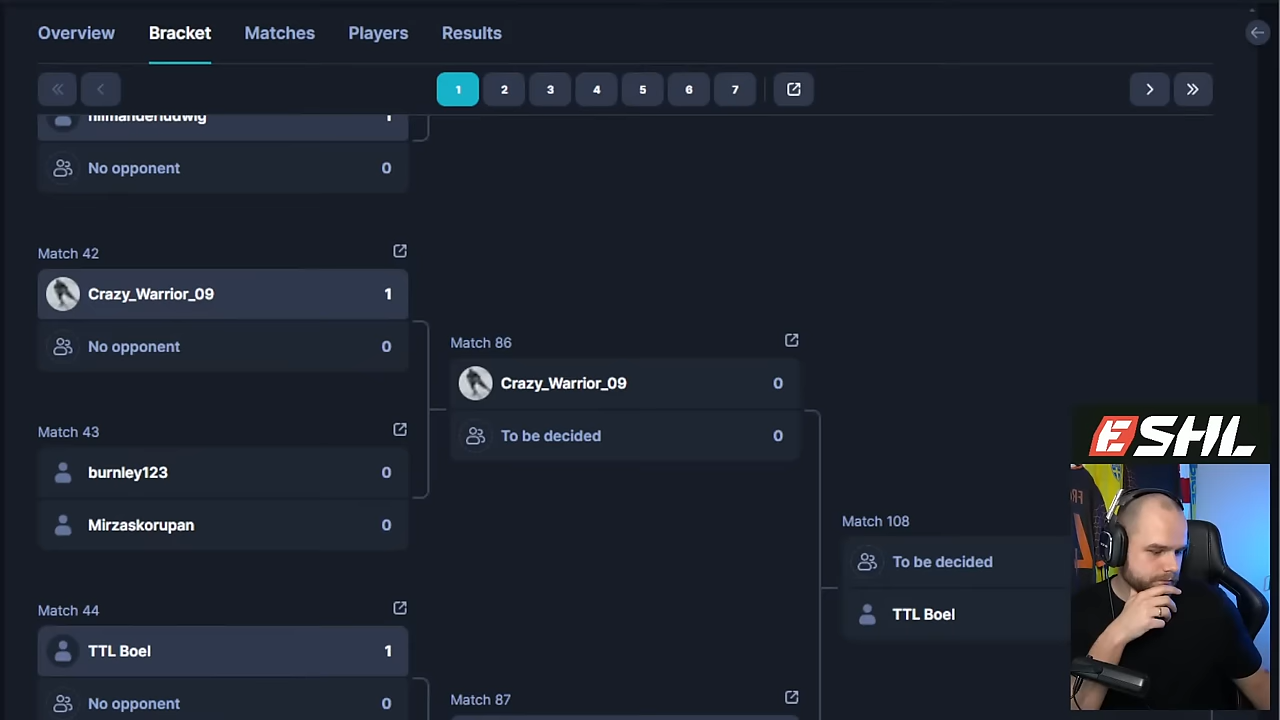 Overview Bracket Matches Players Results
« ‹ 1 2 3 4 5 6 7 › »
hillmanderludwig 1
No opponent 0
Match 42
Crazy_Warrior_09 1
No opponent 0
Match 86
Crazy_Warrior_09 0
To be decided 0
Match 43
burnley123 0
Mirzaskorupan 0
ESHL
Match 108
To be decided
TTL Boel
Match 44
TTL Boel 1
No opponent 0
Match 87